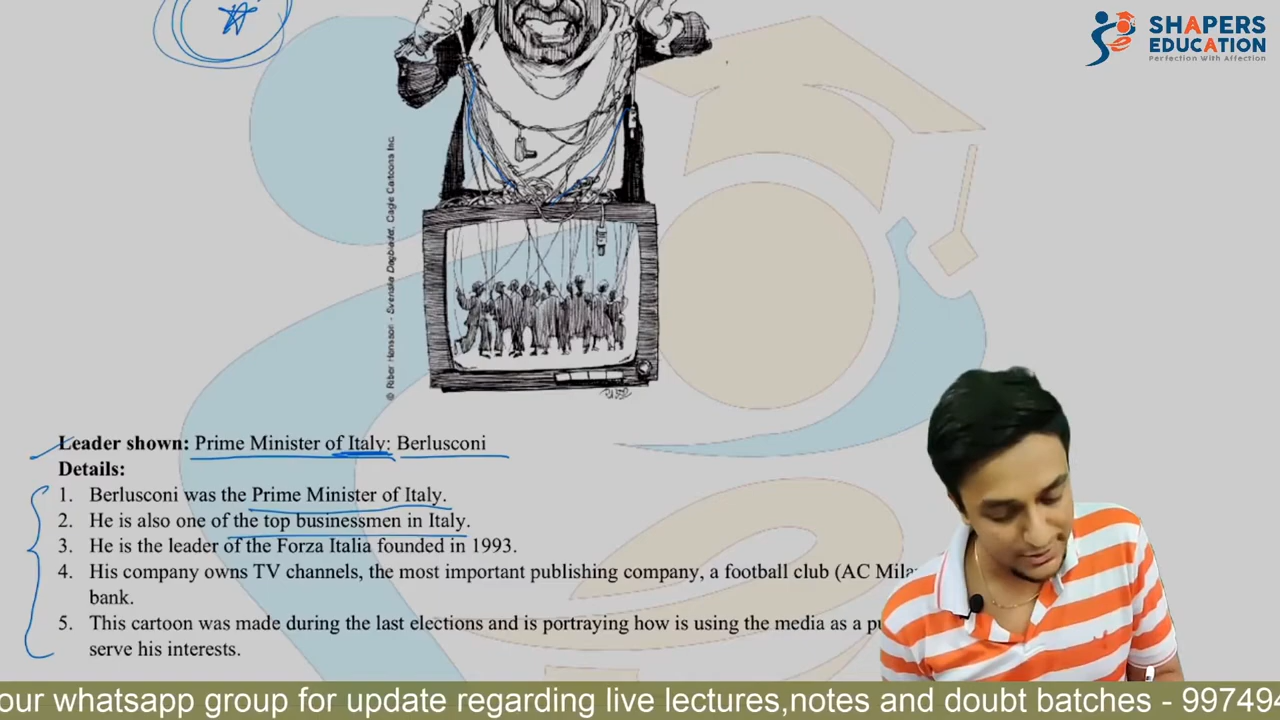 SHAPERS
EDUCATION
Perfection With Affection
© Riber Hansson - Svenska Dagbladet, Cagle Cartoons Inc.
Leader shown: Prime Minister of Italy: Berlusconi
Details:
1. Berlusconi was the Prime Minister of Italy.
2. He is also one of the top businessmen in Italy.
3. He is the leader of the Forza Italia founded in 1993.
4. His company owns TV channels, the most important publishing company, a football club (AC Mila
bank.
5. This cartoon was made during the last elections and is portraying how is using the media as a pu
serve his interests.
our whatsapp group for update regarding live lectures,notes and doubt batches - 997494